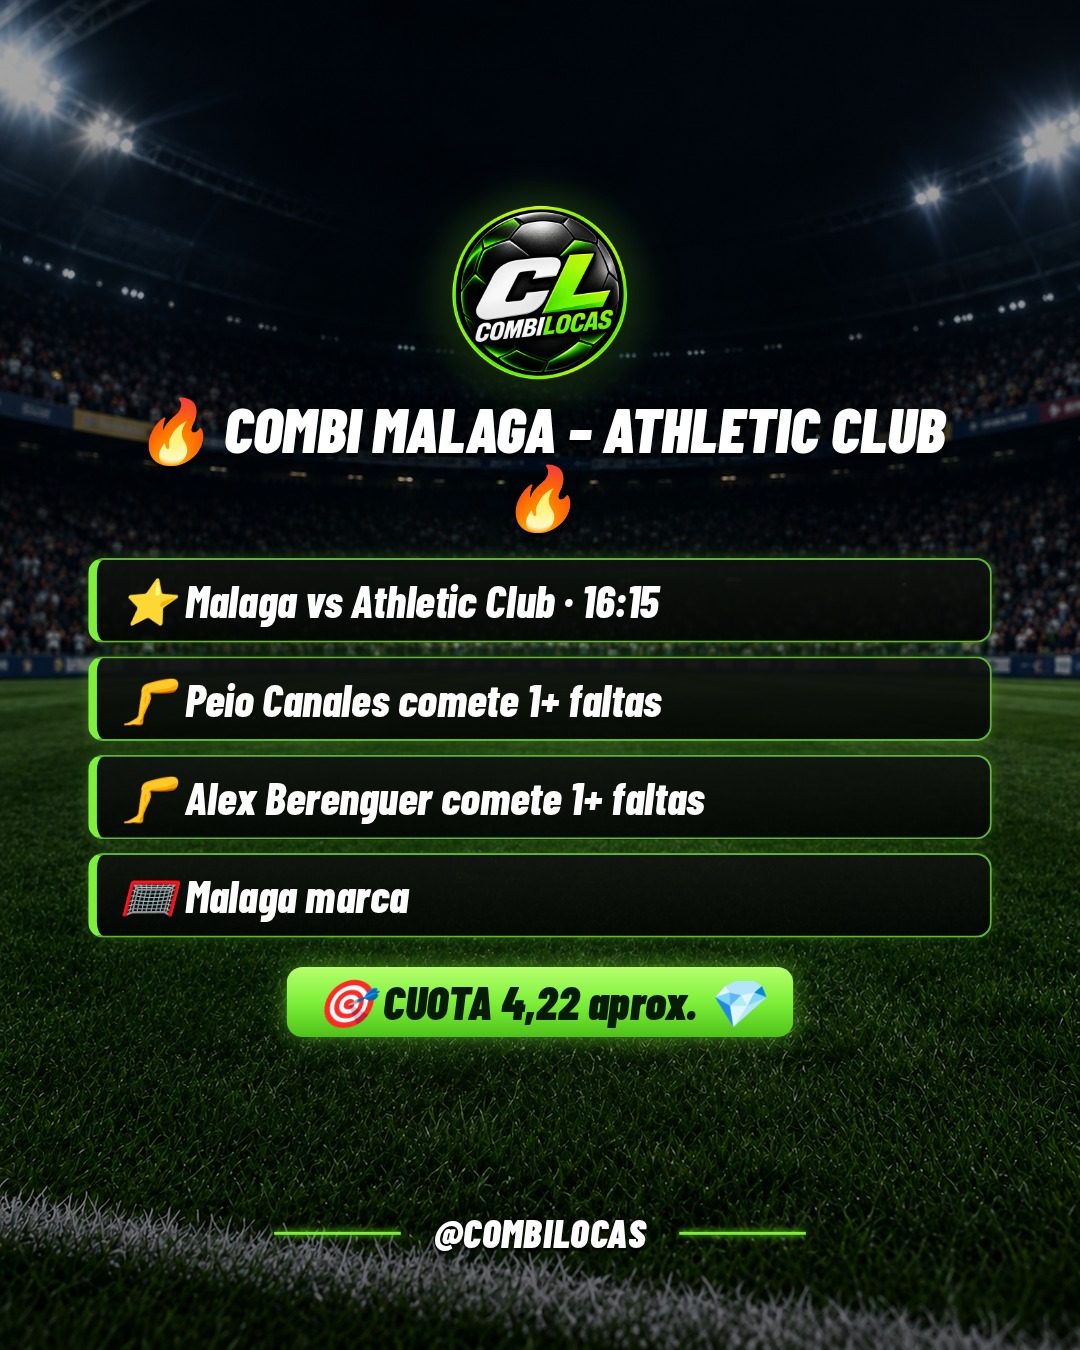 CL
COMBILOCAS
🔥 COMBI MALAGA - ATHLETIC CLUB
🔥
⭐ Malaga vs Athletic Club · 16:15
🦵 Peio Canales comete 1+ faltas
🦵 Alex Berenguer comete 1+ faltas
🥅 Malaga marca
🎯 CUOTA 4,22 aprox. 💎
@COMBILOCAS